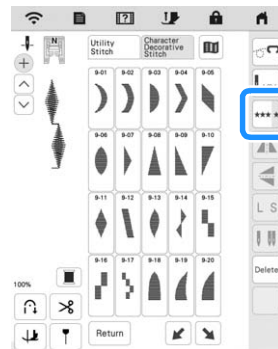 N
Utility
Stitch
Character
Decorative
Stitch
9-01 9-02 9-03 9-04 9-05
9-06 9-07 9-08 9-09 9-10
9-11 9-12 9-13 9-14 9-15
9-16 9-17 9-18 9-19 9-20
100%
L S
Delete
Return